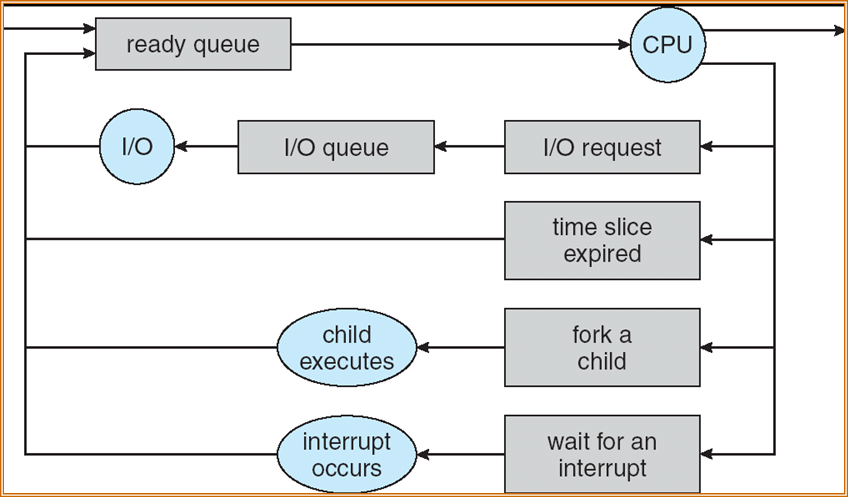 ready queue
CPU
I/O
I/O queue
I/O request
time slice
expired
child
executes
fork a
child
interrupt
occurs
wait for an
interrupt